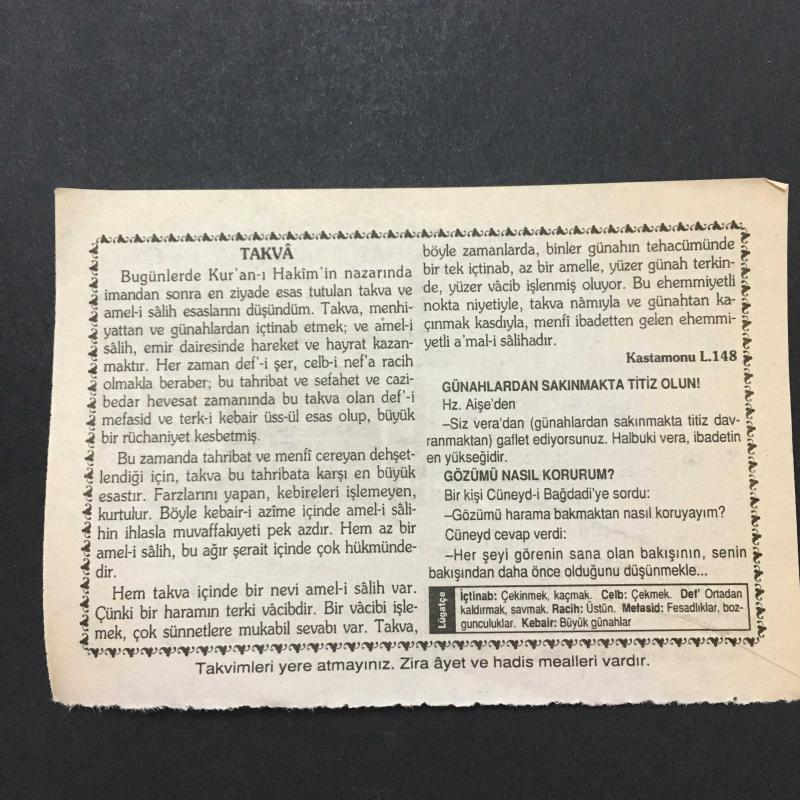 TAKVÂ
Bugünlerde Kur'an-ı Hakîm'in nazarında
imandan sonra en ziyade esas tutulan takva ve
amel-i sâlih esaslarını düşündüm. Takva, menhi-
yattan ve günahlardan içtinab etmek; ve amel-i
sâlih, emir dairesinde hareket ve hayrat kazan-
maktır. Her zaman def'-i şer, celb-i nef'a racih
olmakla beraber; bu tahribat ve sefahet ve cazi-
bedar hevesat zamanında bu takva olan def'-i
mefasid ve terk-i kebair üss-ül esas olup, büyük
bir rüchaniyet kesbetmiş.
Bu zamanda tahribat ve menfî cereyan dehşet-
lendiği için, takva bu tahribata karşı en büyük
esastır. Farzlarını yapan, kebireleri işlemeyen,
kurtulur. Böyle kebair-i azîme içinde amel-i sâli-
hin ihlasla muvaffakıyeti pek azdır. Hem az bir
amel-i sâlih, bu ağır şerait içinde çok hükmünde-
dir.
Hem takva içinde bir nevi amel-i sâlih var.
Çünki bir haramın terki vâcibdir. Bir vâcibi işle-
mek, çok sünnetlere mukabil sevabı var. Takva,
böyle zamanlarda, binler günahın tehacümünde
bir tek içtinab, az bir amelle, yüzer günah terkin-
de, yüzer vâcib işlenmiş oluyor. Bu ehemmiyetli
nokta niyetiyle, takva nâmıyla ve günahtan ka-
çınmak kasdıyla, menfî ibadetten gelen ehemmi-
yetli a'mal-i sâlihadır.
Kastamonu L.148
GÜNAHLARDAN SAKINMAKTA TİTİZ OLUN!
Hz. Aişe'den
–Siz vera'dan (günahlardan sakınmakta titiz dav-
ranmaktan) gaflet ediyorsunuz. Halbuki vera, ibadetin
en yükseğidir.
GÖZÜMÜ NASIL KORURUM?
Bir kişi Cüneyd-i Bağdadi'ye sordu:
–Gözümü harama bakmaktan nasıl koruyayım?
Cüneyd cevap verdi:
–Her şeyi görenin sana olan bakışının, senin
bakışından daha önce olduğunu düşünmekle...
Lügatçe
İçtinab: Çekinmek, kaçmak. Celb: Çekmek. Def' Ortadan
kaldırmak, savmak. Racih: Üstün. Mefasid: Fesadlıklar, boz-
gunculuklar. Kebair: Büyük günahlar
Takvimleri yere atmayınız. Zira âyet ve hadis mealleri vardır.